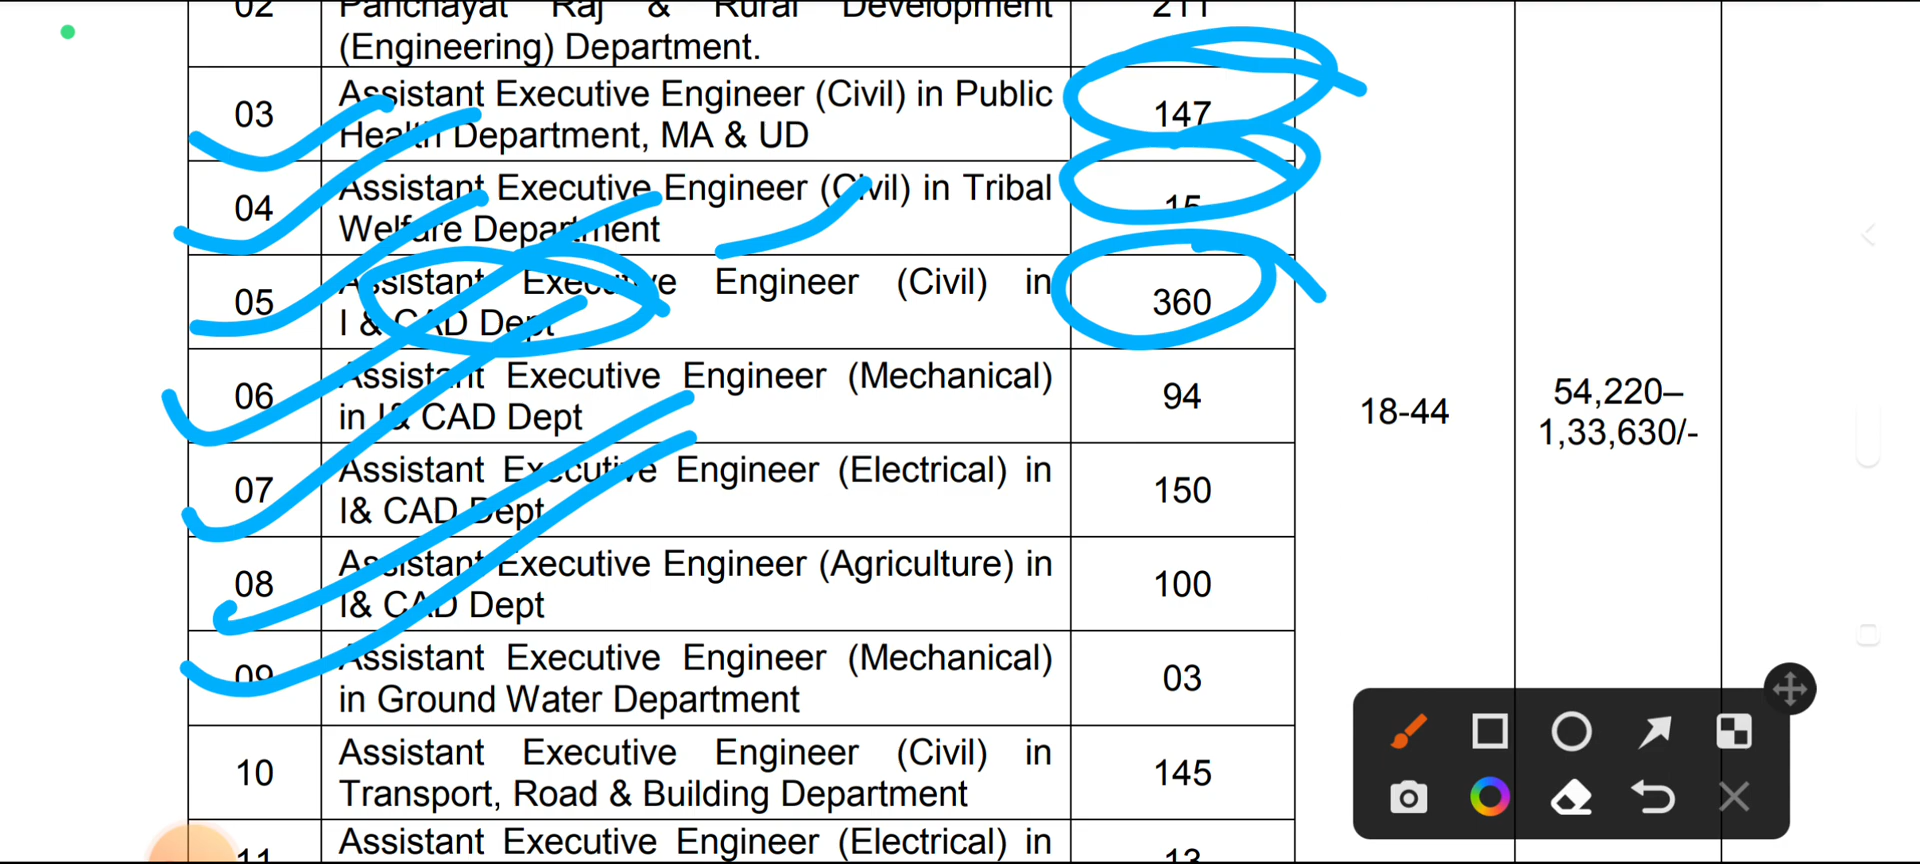 02 Panchayat Raj & Rural Development 211
(Engineering) Department.
03 Assistant Executive Engineer (Civil) in Public
Health Department, MA & UD 147
04 Assistant Executive Engineer (Civil) in Tribal
Welfare Department 15
05 Assistant Executive Engineer (Civil) in
I & CAD Dept 360
06 Assistant Executive Engineer (Mechanical)
in I& CAD Dept 94
07 Assistant Executive Engineer (Electrical) in
I& CAD Dept 150
08 Assistant Executive Engineer (Agriculture) in
I& CAD Dept 100
09 Assistant Executive Engineer (Mechanical)
in Ground Water Department 03
10 Assistant Executive Engineer (Civil) in
Transport, Road & Building Department 145
11 Assistant Executive Engineer (Electrical) in 13
18-44
54,220–
1,33,630/-